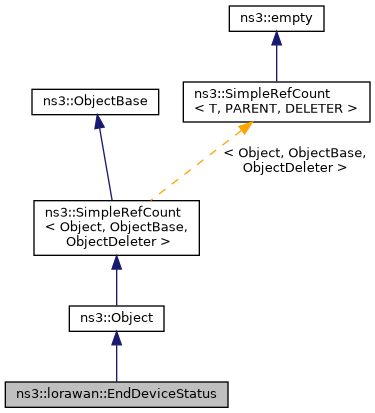 ns3::empty
ns3::ObjectBase
ns3::SimpleRefCount
< T, PARENT, DELETER >
< Object, ObjectBase,
ObjectDeleter >
ns3::SimpleRefCount
< Object, ObjectBase,
ObjectDeleter >
ns3::Object
ns3::lorawan::EndDeviceStatus